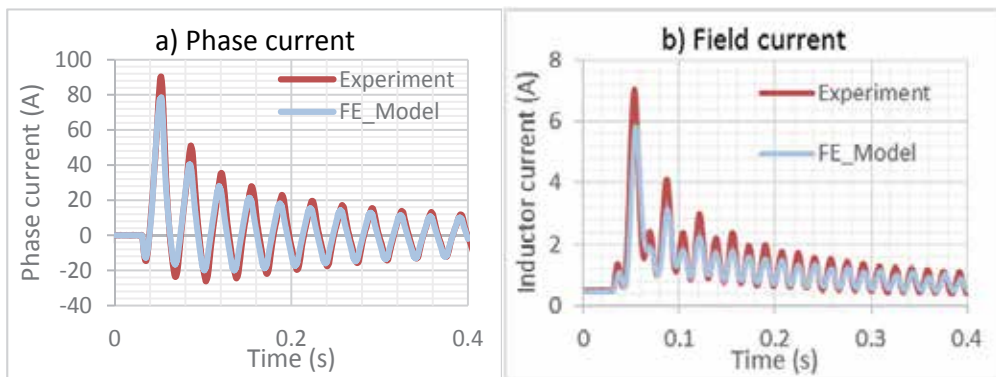 a) Phase current
Phase current (A)
100
80
60
40
20
0
-20
-40
Experiment
FE_Model
0
0.2
0.4
Time (s)
b) Field current
Inductor current (A)
8
6
4
2
0
Experiment
FE_Model
0
0.1
0.2
0.3
0.4
Time (s)